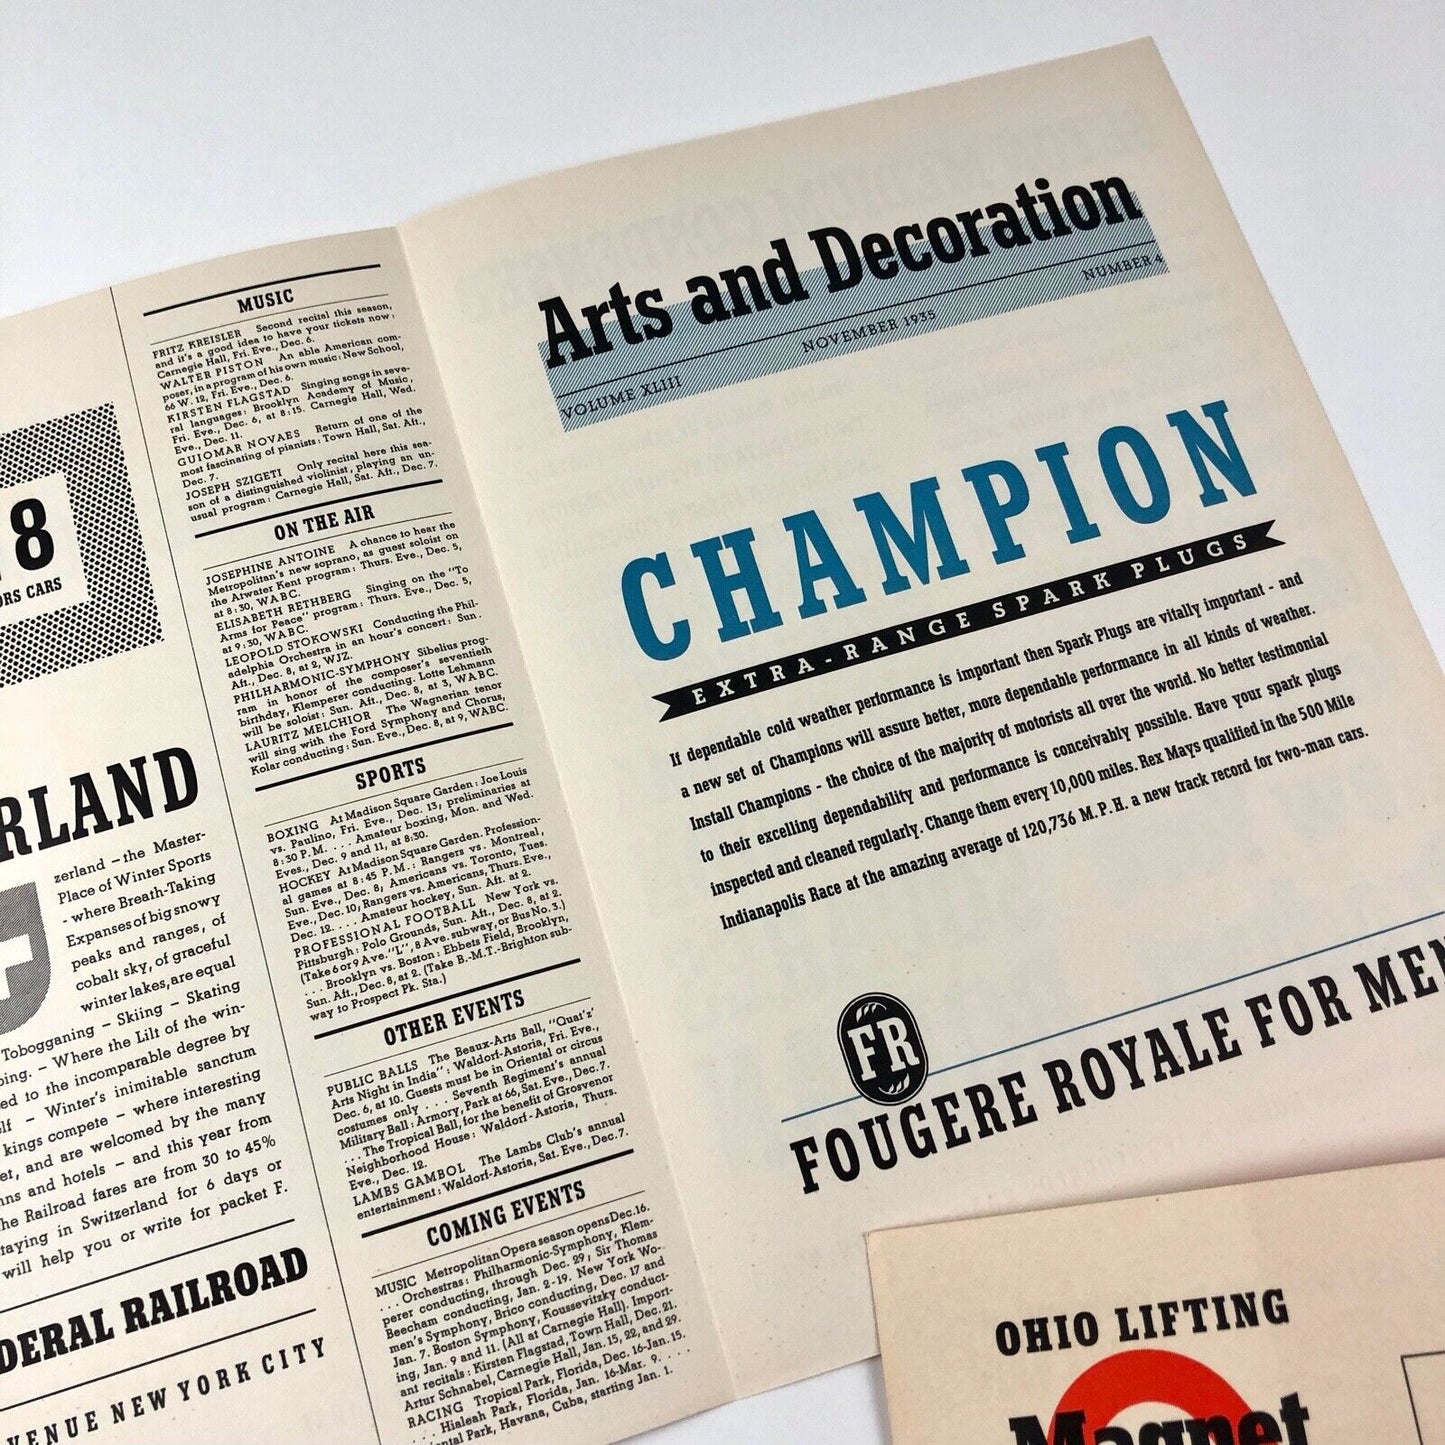 8
ORS CARS
RLAND
zerland – the Master-
Place of Winter Sports
- where Breath-Taking
Expanses of big snowy
peaks and ranges, of
cobalt sky, of graceful
winter lakes, are equal
Tobogganing – Skiing – Skating
ping. – Where the Lilt of the win-
ed to the incomparable degree by
lf – Winter's inimitable sanctum
kings compete – where interesting
et, and are welcomed by the many
nns and hotels – and this year from
he Railroad fares are from 30 to 45%
taying in Switzerland for 6 days or
will help you or write for packet F.
DERAL RAILROAD
VENUE NEW YORK CITY
MUSIC
FRITZ KREISLER Second recital this season,
and it's a good idea to have your tickets now:
Carnegie Hall, Fri. Eve., Dec. 6.
WALTER PISTON An able American com-
poser, in a program of his own music: New School,
66 W. 12, Fri. Eve., Dec. 6.
KIRSTEN FLAGSTAD Singing songs in seve-
ral languages: Brooklyn Academy of Music,
Fri. Eve., Dec. 6, at 8:15. Carnegie Hall, Wed.
Eve., Dec. 11.
GUIOMAR NOVAES Return of one of the
most fascinating of pianists: Town Hall, Sat. Aft.,
Dec. 7.
JOSEPH SZIGETI Only recital here this sea-
son of a distinguished violinist, playing an un-
usual program: Carnegie Hall, Sat. Aft., Dec. 7.
ON THE AIR
JOSEPHINE ANTOINE A chance to hear the
Metropolitan's new soprano, as guest soloist on
the Atwater Kent program: Thurs. Eve., Dec. 5,
at 8:30, WABC.
ELISABETH RETHBERG Singing on the "To
Arms for Peace" program: Thurs. Eve., Dec. 5,
at 9:30, WABC.
LEOPOLD STOKOWSKI Conducting the Phil-
adelphia Orchestra in an hour's concert: Sun.
Aft., Dec. 8, at 2, WJZ.
PHILHARMONIC-SYMPHONY Sibelius prog-
ram in honor of the composer's seventieth
birthday, Klemperer conducting. Lotte Lehmann
will be soloist: Sun. Aft., Dec. 8, at 3, WABC.
LAURITZ MELCHIOR The Wagnerian tenor
will sing with the Ford Symphony and Chorus,
Kolar conducting: Sun. Eve., Dec. 8, at 9, WABC.
SPORTS
BOXING At Madison Square Garden: Joe Louis
vs. Paulino, Fri. Eve., Dec. 13, preliminaries at
8:30 P.M. . . . Amateur boxing, Mon. and Wed.
Eves., Dec. 9 and 11, at 8:30.
HOCKEY At Madison Square Garden. Profession-
al games at 8:45 P.M.: Rangers vs. Montreal,
Sun. Eve., Dec. 8, Americans vs. Toronto, Tues.
Eve., Dec. 10, Rangers vs. Americans, Thurs. Eve.,
Dec. 12. . . . Amateur hockey, Sun. Aft. at 2.
PROFESSIONAL FOOTBALL New York vs.
Pittsburgh: Polo Grounds, Sun. Aft., Dec. 8, at 2.
(Take 6 or 9 Ave. "L", 8 Ave. subway, or Bus No. 3.)
. . . Brooklyn vs. Boston: Ebbets Field, Brooklyn,
Sun. Aft., Dec. 8, at 2. (Take B.-M.T.-Brighton sub-
way to Prospect Pk. Sta.)
OTHER EVENTS
PUBLIC BALLS The Beaux-Arts Ball, "Quat'z'
Arts Night in India": Waldorf-Astoria, Fri. Eve.,
Dec. 6, at 10. Guests must be in Oriental or circus
costumes only . . . Seventh Regiment's annual
Military Ball: Armory, Park at 66, Sat. Eve., Dec. 7.
. . . The Tropical Ball, for the benefit of Grosvenor
Neighborhood House: Waldorf-Astoria, Thurs.
Eve., Dec. 12.
LAMBS GAMBOL The Lambs Club's annual
entertainment: Waldorf-Astoria, Sat. Eve., Dec. 7.
COMING EVENTS
MUSIC Metropolitan Opera season opens Dec. 16.
. . . Orchestras: Philharmonic-Symphony, Klem-
perer conducting, through Dec. 29; Sir Thomas
Beecham conducting, Jan. 2-19. New York Wo-
men's Symphony, Brico conducting, Dec. 17 and
Jan. 7. Boston Symphony, Koussevitzky conduct-
ing, Jan. 9 and 11. (All at Carnegie Hall). Import-
ant recitals: Kirsten Flagstad, Town Hall, Dec. 21.
Artur Schnabel, Carnegie Hall, Jan. 15, 22, and 29.
RACING Tropical Park, Florida, Dec. 16-Jan. 15.
. . . Hialeah Park, Florida, Jan. 16-Mar. 9. . . .
ental Park, Havana, Cuba, starting Jan. 1.
Arts and Decoration
VOLUME XLIII NOVEMBER 1935 NUMBER 4
CHAMPION
EXTRA-RANGE SPARK PLUGS
If dependable cold weather performance is important then Spark Plugs are vitally important - and
a new set of Champions will assure better, more dependable performance in all kinds of weather.
Install Champions - the choice of the majority of motorists all over the world. No better testimonial
to their excelling dependability and performance is conceivably possible. Have your spark plugs
inspected and cleaned regularly. Change them every 10,000 miles. Rex Mays qualified in the 500 Mile
Indianapolis Race at the amazing average of 120,736 M.P.H. a new track record for two-man cars.
FR
FOUGERE ROYALE FOR MEN
OHIO LIFTING
Magnet